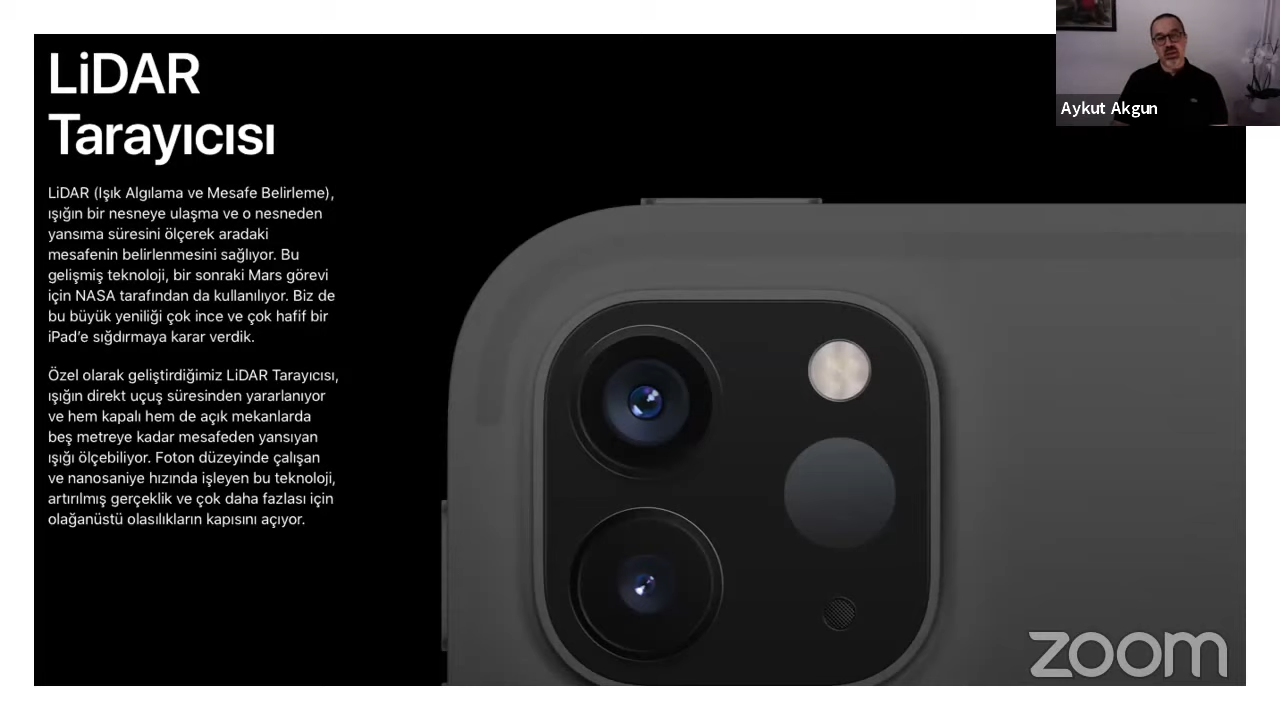 LiDAR
Tarayıcısı
LiDAR (Işık Algılama ve Mesafe Belirleme),
ışığın bir nesneye ulaşma ve o nesneden
yansıma süresini ölçerek aradaki
mesafenin belirlenmesini sağlıyor. Bu
gelişmiş teknoloji, bir sonraki Mars görevi
için NASA tarafından da kullanılıyor. Biz de
bu büyük yeniliği çok ince ve çok hafif bir
iPad’e sığdırmaya karar verdik.
Özel olarak geliştirdiğimiz LiDAR Tarayıcısı,
ışığın direkt uçuş süresinden yararlanıyor
ve hem kapalı hem de açık mekanlarda
beş metreye kadar mesafeden yansıyan
ışığı ölçebiliyor. Foton düzeyinde çalışan
ve nanosaniye hızında işleyen bu teknoloji,
artırılmış gerçeklik ve çok daha fazlası için
olağanüstü olasılıkların kapısını açıyor.
Aykut Akgun
zoom